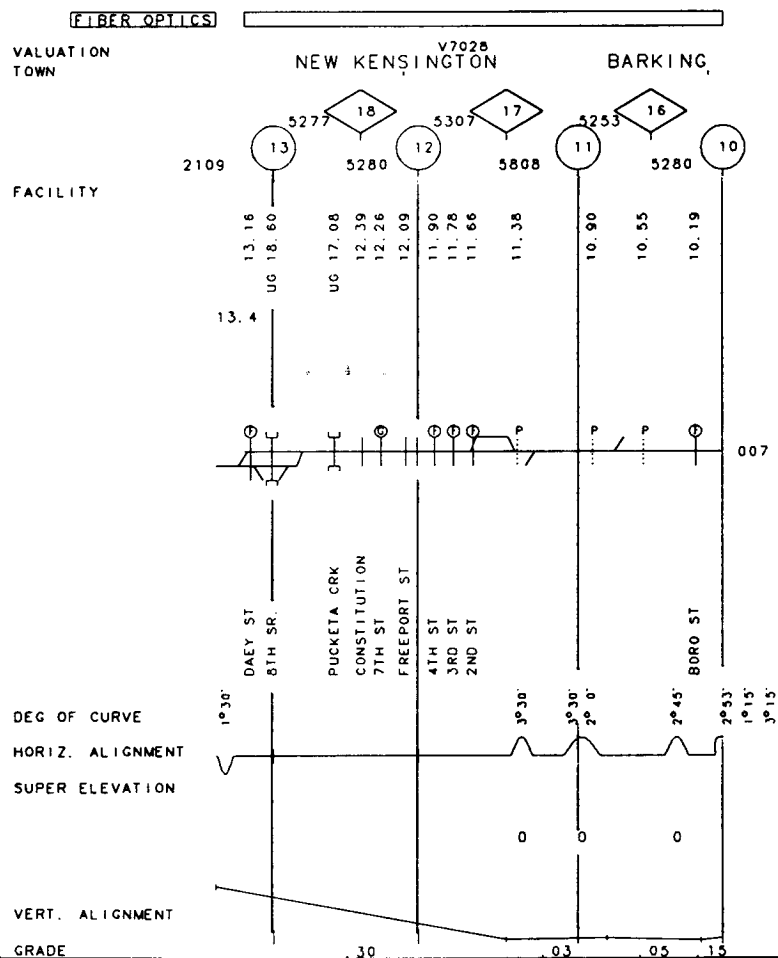 FIBER OPTICS
VALUATION V7028
TOWN NEW KENSINGTON BARKING
18 17 16
5277 5307 5253
13 12 11 10
2109 5280 5808 5280
FACILITY
13.16
UG 18.60
UG 17.08
12.39
12.26
12.09
11.90
11.78
11.66
11.38
10.90
10.55
10.19
13.4
F G F F F P P P F
007
DAEY ST
8TH SR.
PUCKETA CRK
CONSTITUTION
7TH ST
FREEPORT ST
4TH ST
3RD ST
2ND ST
BORO ST
DEG OF CURVE
1°30'
3°30'
3°30'
2°0'
2°45'
2°53'
1°15'
3°15'
HORIZ. ALIGNMENT
SUPER ELEVATION
0 0 0
VERT. ALIGNMENT
GRADE .30 .03 .05 .15